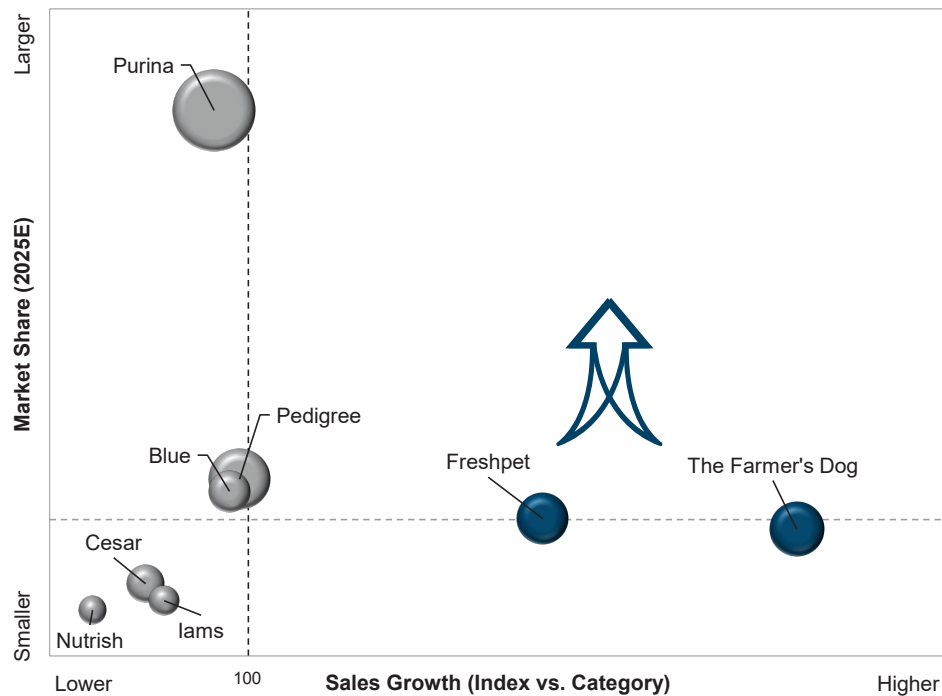 Larger
Purina
Market Share (2025E)
Pedigree
Blue
Freshpet
The Farmer's Dog
Cesar
Iams
Nutrish
Smaller
Lower
100
Sales Growth (Index vs. Category)
Higher